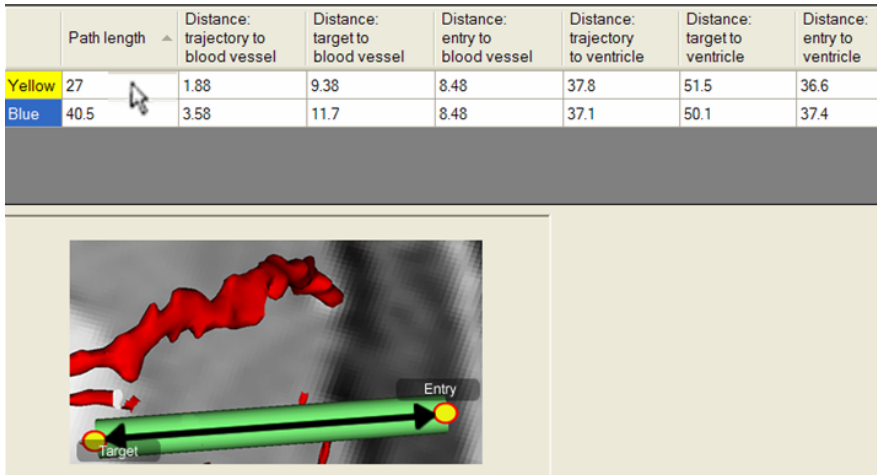 Path length
Distance: trajectory to blood vessel
Distance: target to blood vessel
Distance: entry to blood vessel
Distance: trajectory to ventricle
Distance: target to ventricle
Distance: entry to ventricle
Yellow 27 1.88 9.38 8.48 37.8 51.5 36.6
Blue 40.5 3.58 11.7 8.48 37.1 50.1 37.4
Entry
Target